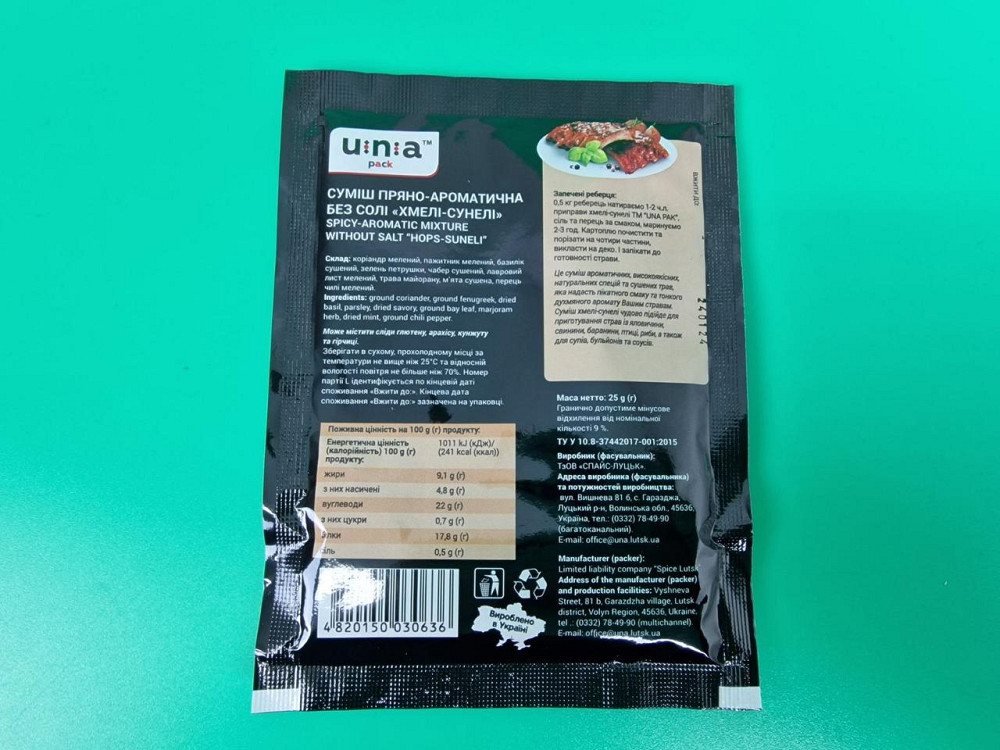 u:n:a™
pack
СУМІШ ПРЯНО-АРОМАТИЧНА
БЕЗ СОЛІ «ХМЕЛІ-СУНЕЛІ»
SPICY-AROMATIC MIXTURE
WITHOUT SALT "HOPS-SUNELI"
Склад: коріандр мелений, пажитник мелений, базилік
сушений, зелень петрушки, чабер сушений, лавровий
лист мелений, трава майорану, м'ята сушена, перець
чилі мелений.
Ingredients: ground coriander, ground fenugreek, dried
basil, parsley, dried savory, ground bay leaf, marjoram
herb, dried mint, ground chili pepper.
Може містити сліди глютену, арахісу, кунжуту
та гірчиці.
Зберігати в сухому, прохолодному місці за
температури не вище ніж 25°С та відносній
вологості повітря не більше ніж 70%. Номер
партії L ідентифікується по кінцевій даті
споживання «Вжити до:». Кінцева дата
споживання «Вжити до:» зазначена на упаковці.
Поживна цінність на 100 g (г) продукту:
Енергетична цінність (калорійність) 100 g (г) продукту: 1011 kJ (кДж)/ (241 kcal (ккал))
жири 9,1 g (г)
з них насичені 4,8 g (г)
вуглеводи 22 g (г)
з них цукри 0,7 g (г)
ілки 17,8 g (г)
іль 0,5 g (г)
4 820150 030636
Вироблено
в Україні
Запечені реберця:
0,5 кг реберець натираємо 1-2 ч.л.
приправи хмелі-сунелі ТМ "UNA PAK",
сіль та перець за смаком, маринуємо
2-3 год. Картоплю почистити та
порізати на чотири частини,
викласти на деко. І запікати до
готовності страви.
Це суміш ароматичних, високоякісних,
натуральних спецій та сушених трав,
яка надасть пікатного смаку та тонкого
духмяного аромату Вашим стравам.
Суміш хмелі-сунелі чудово підійде для
приготування страв із яловичини,
свинини, баранини, птиці, риби, а також
для супів, бульйонів та соусів.
ВЖИТИ ДО:
240124
Маса нетто: 25 g (г)
Гранично допустиме мінусове
відхилення від номінальної
кількості 9 %.
ТУ У 10.8-37442017-001:2015
Виробник (фасувальник):
ТзОВ «СПАЙС-ЛУЦЬК».
Адреса виробника (фасувальника)
та потужностей виробництва:
вул. Вишнева 81 б, с. Гаразджа,
Луцький р-н, Волинська обл., 45636,
Україна, тел.: (0332) 78-49-90
(багатоканальний).
E-mail: office@una.lutsk.ua
Manufacturer (packer):
Limited liability company "Spice Lutsk
Address of the manufacturer (packer)
and production facilities: Vyshneva
Street, 81 b, Garazdzha village, Lutsk
district, Volyn Region, 45636, Ukraine,
tel .: (0332) 78-49-90 (multichannel).
E-mail: office@una.lutsk.ua